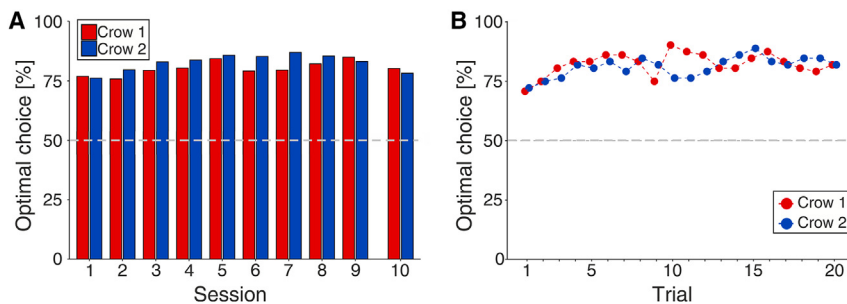 A
Optimal choice [%]
100
75
50
25
0
Crow 1
Crow 2
1 2 3 4 5 6 7 8 9 10
Session
B
Optimal choice [%]
100
75
50
25
0
Crow 1
Crow 2
1 5 10 15 20
Trial